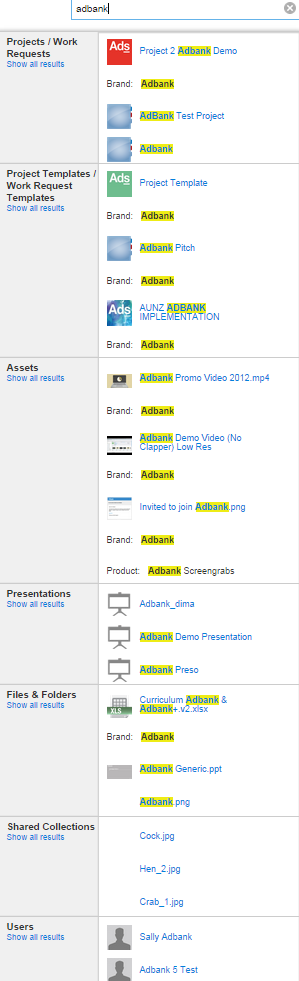 adbank
Projects / Work
Requests
Show all results
Ads
Project 2 Adbank Demo
Brand: Adbank
AdBank Test Project
Adbank
Project Templates /
Work Request
Templates
Show all results
Ads
Project Template
Brand: Adbank
Adbank Pitch
Brand: Adbank
Ads
AUNZ ADBANK
IMPLEMENTATION
Brand: Adbank
Assets
Show all results
Adbank Promo Video 2012.mp4
Brand: Adbank
Adbank Demo Video (No
Clapper) Low Res
Brand: Adbank
Invited to join Adbank.png
Brand: Adbank
Product: Adbank Screengrabs
Presentations
Show all results
Adbank_dima
Adbank Demo Presentation
Adbank Preso
Files & Folders
Show all results
XLS
Curriculum Adbank &
Adbank+.v2.xlsx
Brand: Adbank
Adbank Generic.ppt
Adbank.png
Shared Collections
Show all results
Cock.jpg
Hen_2.jpg
Crab_1.jpg
Users
Show all results
Sally Adbank
Adbank 5 Test